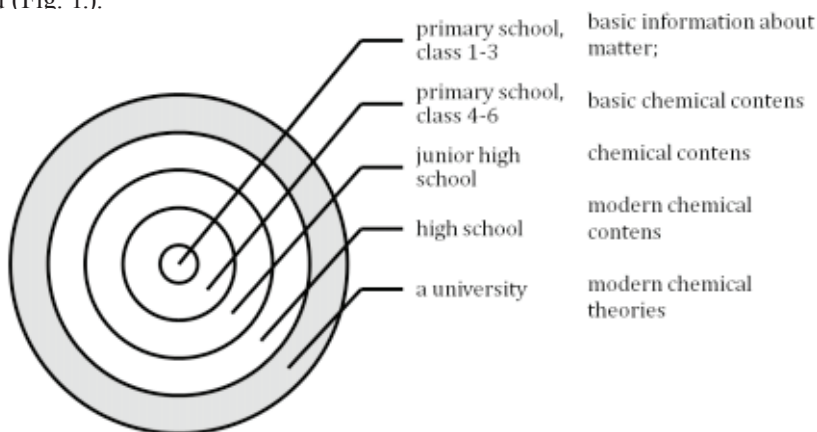 (Fig. 1.).
primary school,
class 1-3
basic information about
matter;
primary school,
class 4-6
basic chemical contens
junior high
school
chemical contens
high school
modern chemical
contens
a university
modern chemical
theories